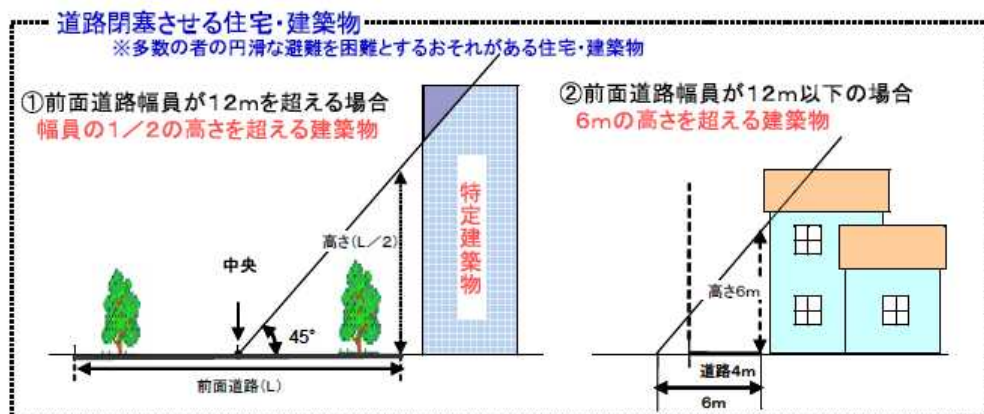 道路閉塞させる住宅・建築物
※多数の者の円滑な避難を困難とするおそれがある住宅・建築物
①前面道路幅員が12mを超える場合
幅員の1/2の高さを超える建築物
特定建築物
高さ(L/2)
中央
45°
前面道路(L)
②前面道路幅員が12m以下の場合
6mの高さを超える建築物
高さ6m
道路4m
6m